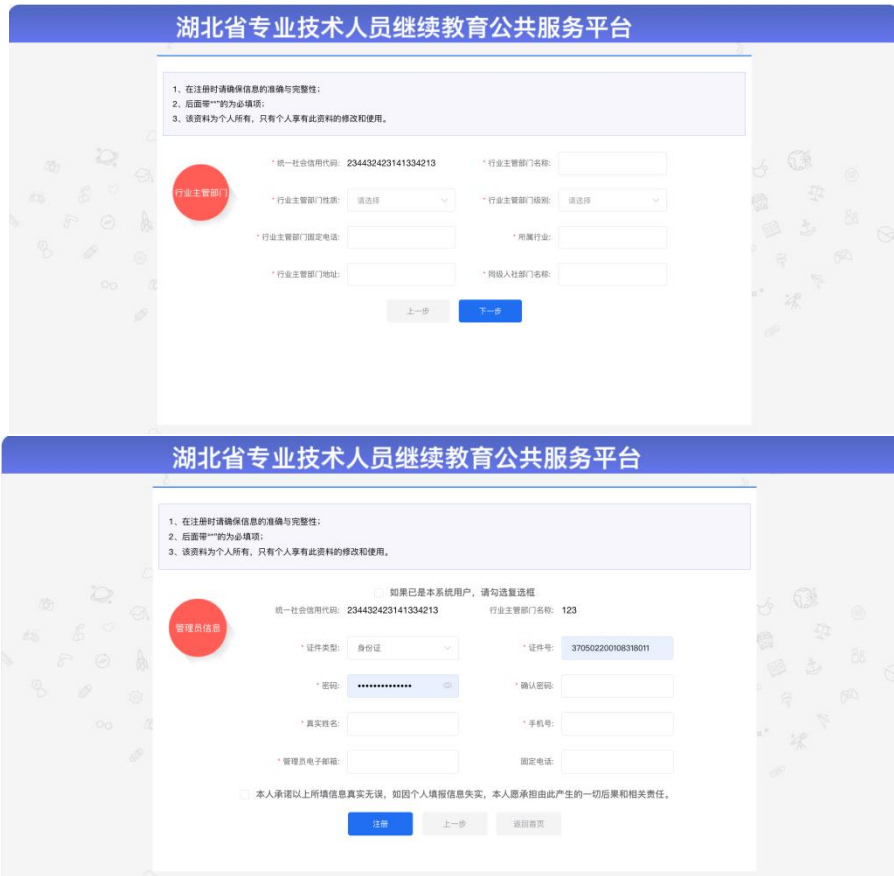 湖北省专业技术人员继续教育公共服务平台
1、在注册时请确保信息的准确与完整性；
2、后面带“*”的为必填项；
3、该资料为个人所有，只有个人享有此资料的修改和使用。
行业主管部门
* 统一社会信用代码: 234432423141334213 * 行业主管部门名称:
* 行业主管部门性质: 请选择 * 行业主管部门级别: 请选择
* 行业主管部门固定电话: * 所属行业:
* 行业主管部门地址: * 同级人社部门名称:
上一步 下一步
湖北省专业技术人员继续教育公共服务平台
1、在注册时请确保信息的准确与完整性；
2、后面带“*”的为必填项；
3、该资料为个人所有，只有个人享有此资料的修改和使用。
如果已是本系统用户，请勾选复选框
管理员信息
统一社会信用代码: 234432423141334213 行业主管部门名称: 123
* 证件类型: 身份证 * 证件号: 370502200108318011
* 密码: •••••••••••••• * 确认密码:
* 真实姓名: * 手机号:
* 管理员电子邮箱: 固定电话:
本人承诺以上所填信息真实无误，如因个人填报信息失实，本人愿承担由此产生的一切后果和相关责任。
注册 上一步 返回首页